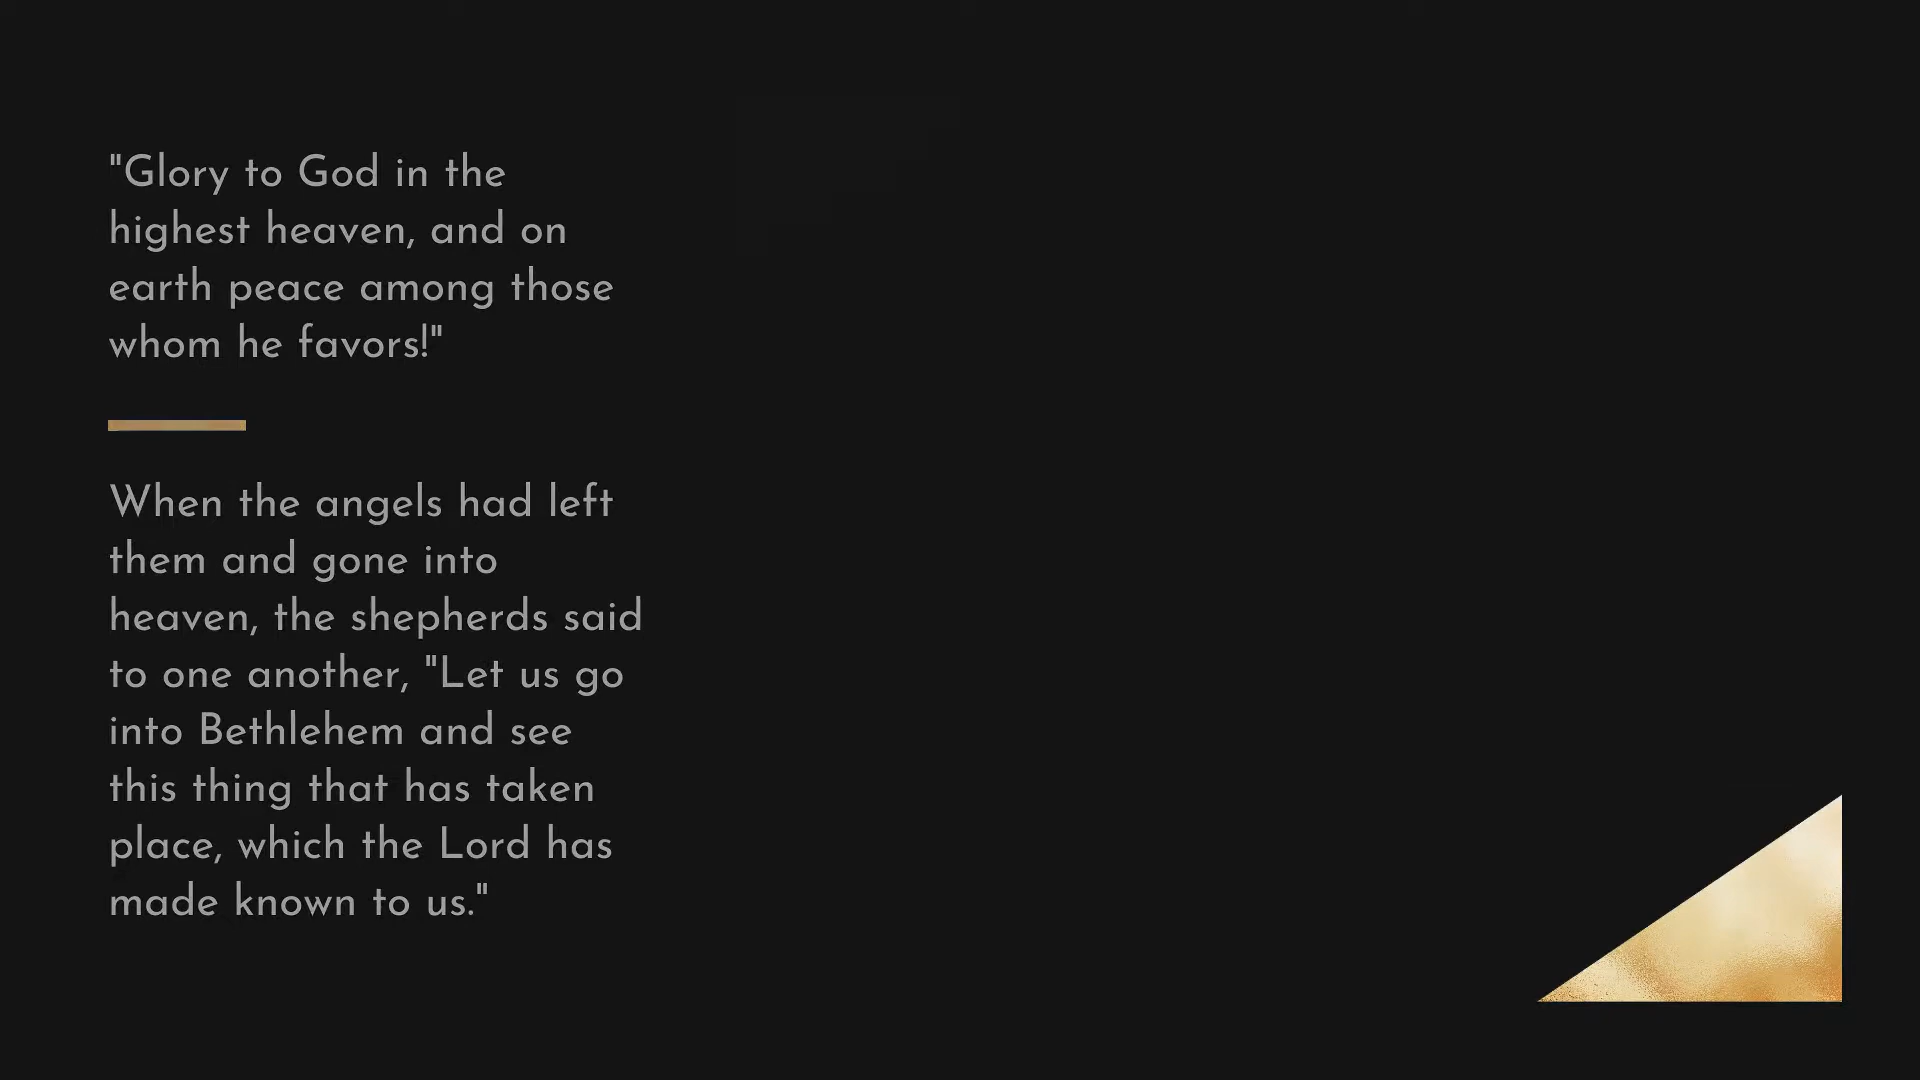 "Glory to God in the
highest heaven, and on
earth peace among those
whom he favors!"
When the angels had left
them and gone into
heaven, the shepherds said
to one another, "Let us go
into Bethlehem and see
this thing that has taken
place, which the Lord has
made known to us."